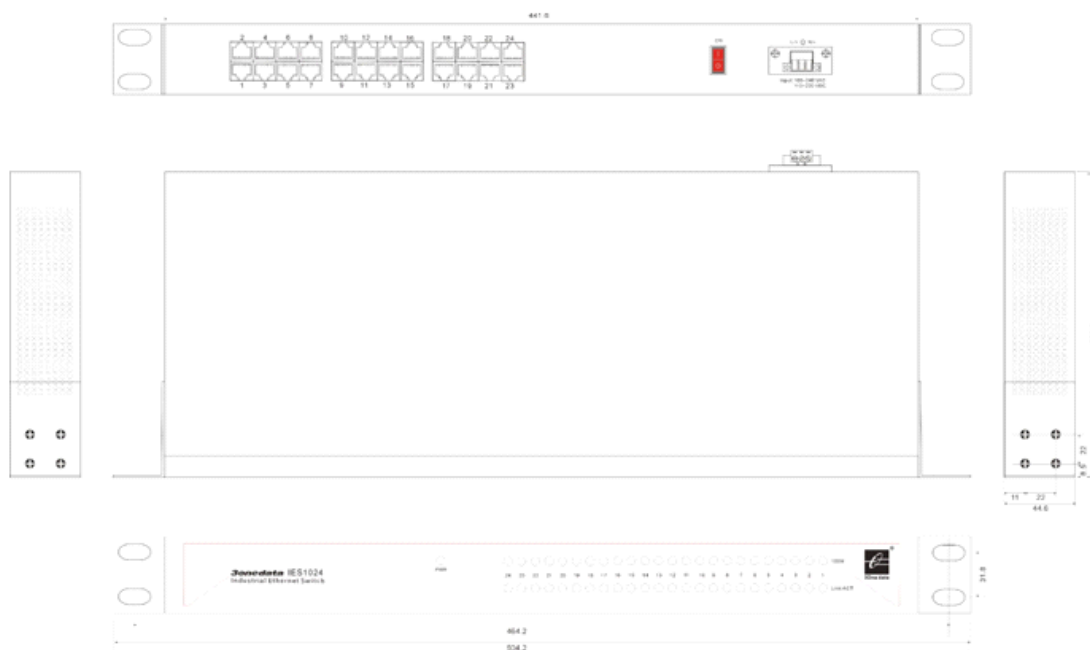 441.6
2 4 6 8 10 12 14 16 18 20 22 24
1 3 5 7 9 11 13 15 17 19 21 23
ON
22
11 22
44.6
3onedata IES1024
Industrial Ethernet Switch
PWR
100M
24 23 22 21 20 19 18 17 16 15 14 13 12 11 10 9 8 7 6 5 4 3 2 1
Link/ACT
31.8
464.2
504.2